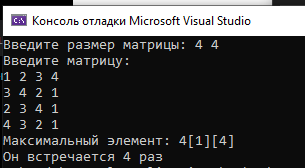 Консоль отладки Microsoft Visual Studio
Введите размер матрицы: 4 4
Введите матрицу:
1 2 3 4
3 4 2 1
2 3 4 1
4 3 2 1
Максимальный элемент: 4[1][4]
Он встречается 4 раз